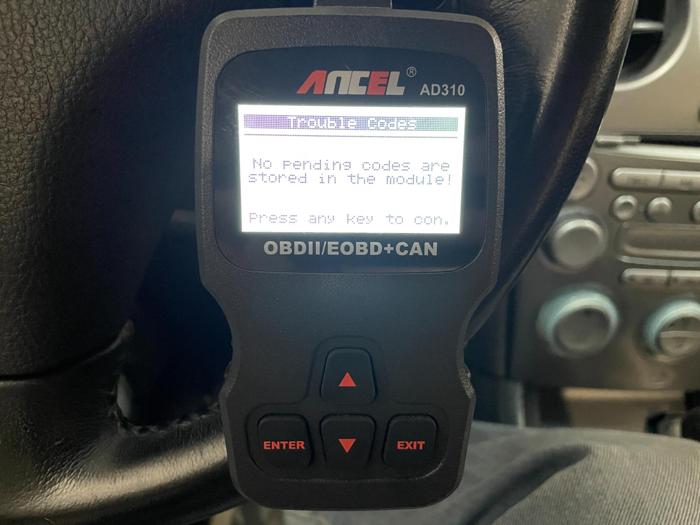 ANCEL®
AD310
Trouble Codes
No pending codes are
stored in the module!
Press any key to con.
OBDII/EOBD+CAN
ENTER
EXIT